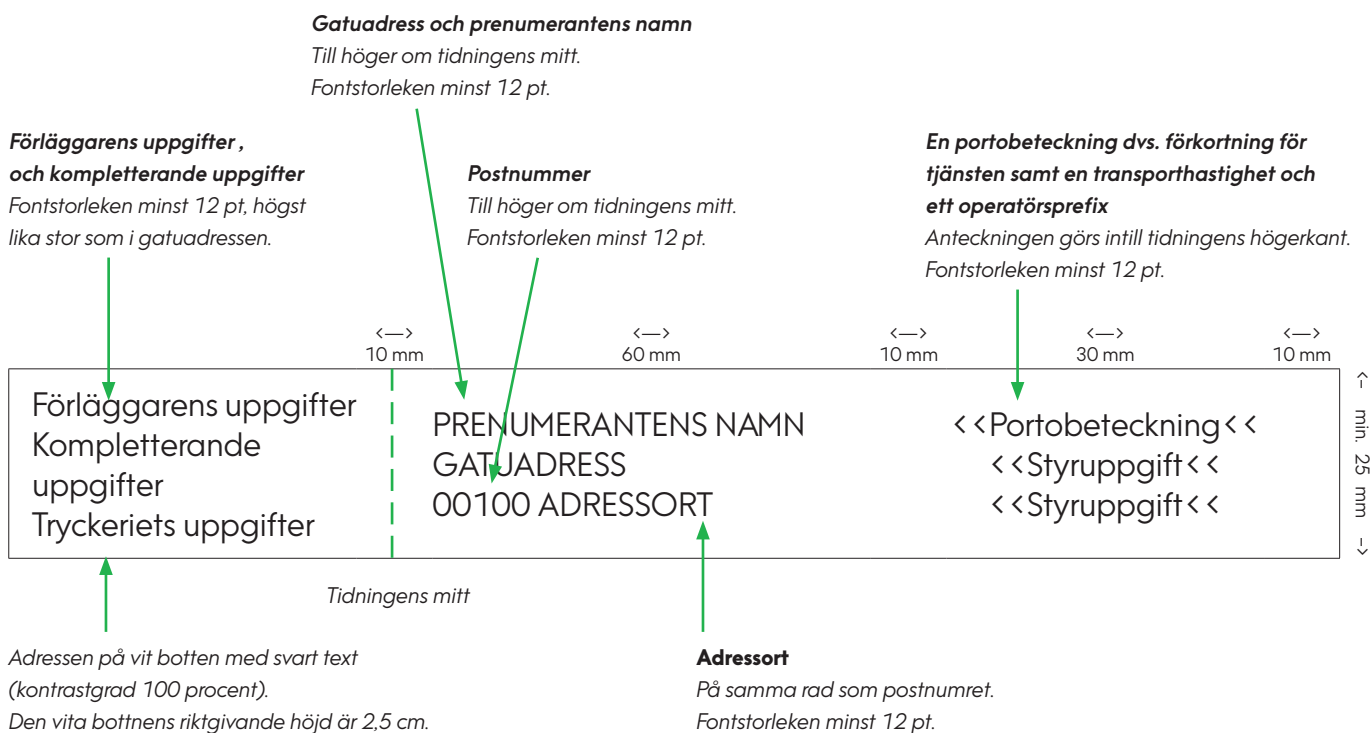 Gatuadress och prenumerantens namn
Till höger om tidningens mitt.
Fontstorleken minst 12 pt.
Förläggarens uppgifter ,
och kompletterande uppgifter
Fontstorleken minst 12 pt, högst
lika stor som i gatuadressen.
Postnummer
Till höger om tidningens mitt.
Fontstorleken minst 12 pt.
En portobeteckning dvs. förkortning för
tjänsten samt en transporthastighet och
ett operatörsprefix
Anteckningen görs intill tidningens högerkant.
Fontstorleken minst 12 pt.
<—> <—> <—> <—> <—>
10 mm 60 mm 10 mm 30 mm 10 mm
Förläggarens uppgifter
Kompletterande
uppgifter
Tryckeriets uppgifter
PRENUMERANTENS NAMN
GATUADRESS
00100 ADRESSORT
<<Portobeteckning<<
<<Styruppgift<<
<<Styruppgift<<
<– min. 25 mm –>
Tidningens mitt
Adressen på vit botten med svart text
(kontrastgrad 100 procent).
Den vita bottnens riktgivande höjd är 2,5 cm.
Adressort
På samma rad som postnumret.
Fontstorleken minst 12 pt.